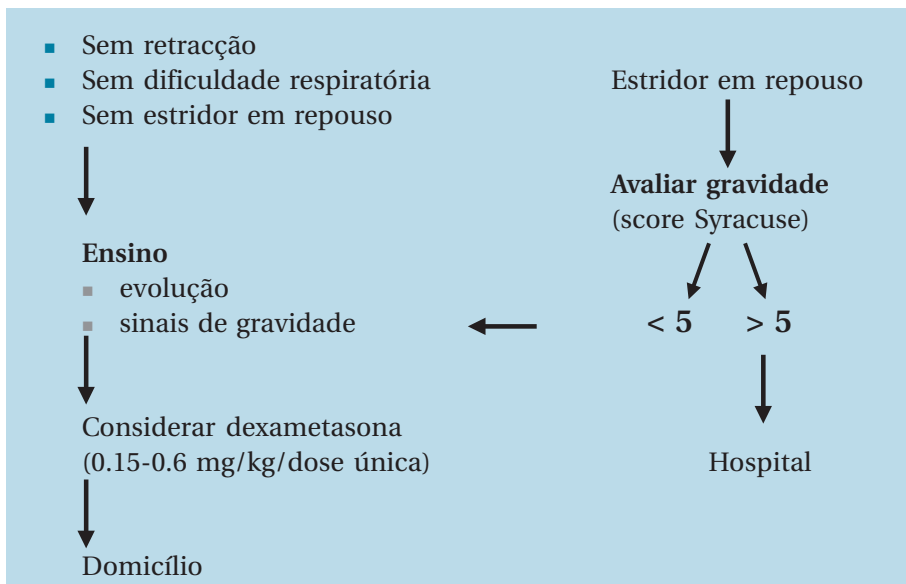 Sem retracção
Sem dificuldade respiratória
Sem estridor em repouso
Ensino
evolução
sinais de gravidade
Considerar dexametasona
(0.15-0.6 mg/kg/dose única)
Domicílio
Estridor em repouso
Avaliar gravidade
(score Syracuse)
< 5 > 5
Hospital